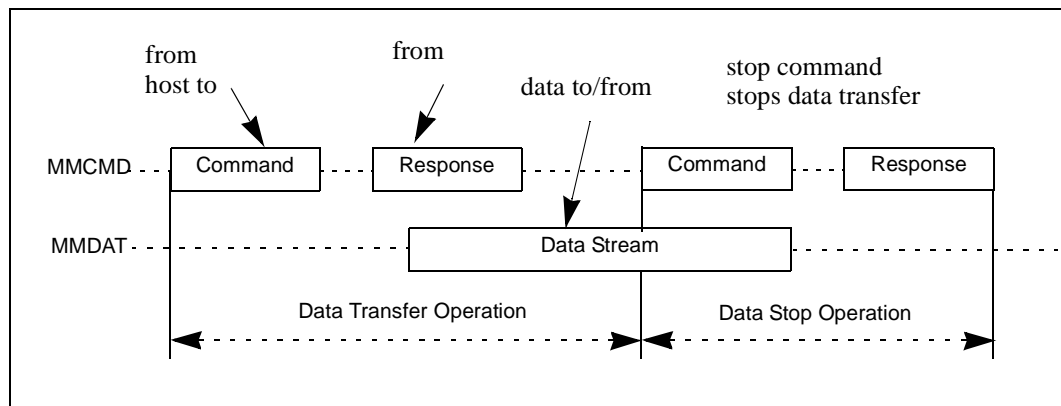 from
host to
from
data to/from
stop command
stops data transfer
MMCMD
Command
Response
Command
Response
MMDAT
Data Stream
Data Transfer Operation
Data Stop Operation